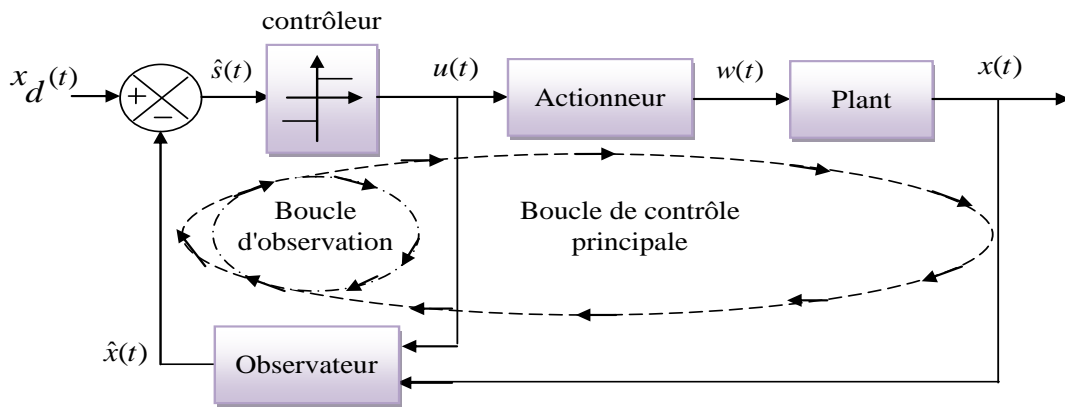 contrôleur
x_d(t)
+
−
ŝ(t)
u(t)
Actionneur
w(t)
Plant
x(t)
Boucle
d'observation
Boucle de contrôle
principale
x̂(t)
Observateur